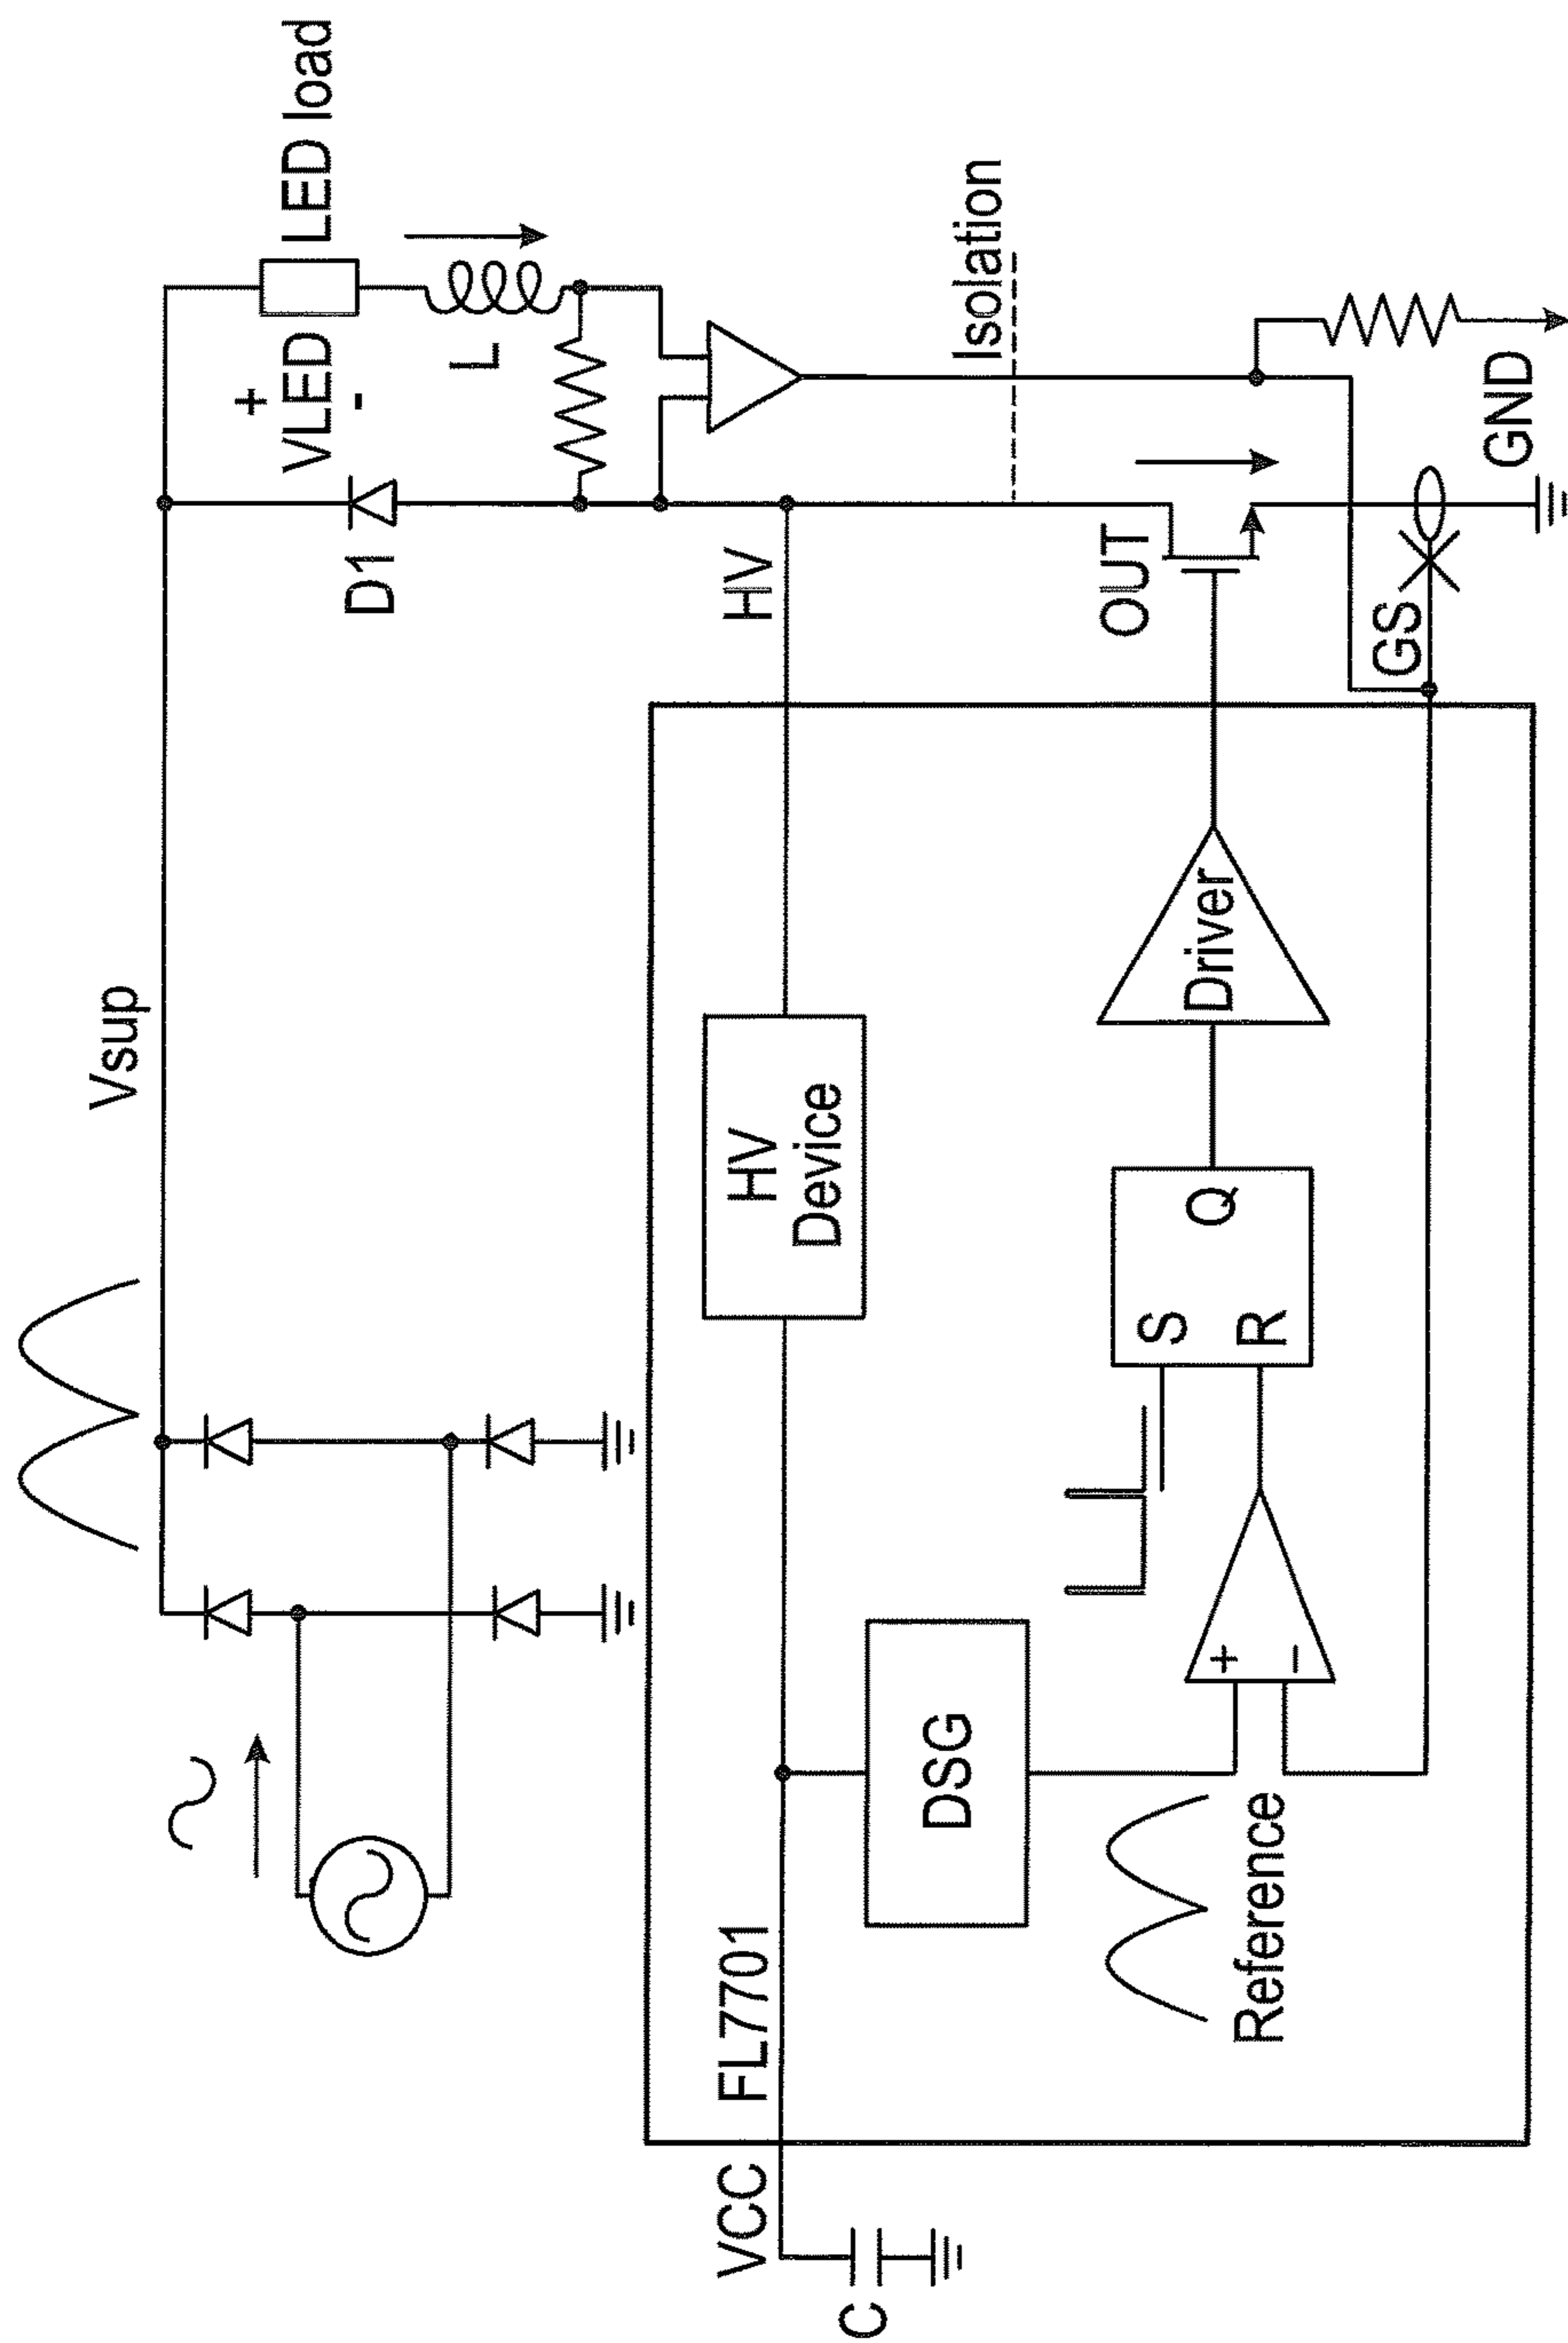 Vsup
LED load
+
VLED
-
L
D1
HV
Isolation
OUT
GS
GND
VCC
FL7701
HV
Device
DSG
Driver
S
R
Q
+
−
Reference
C